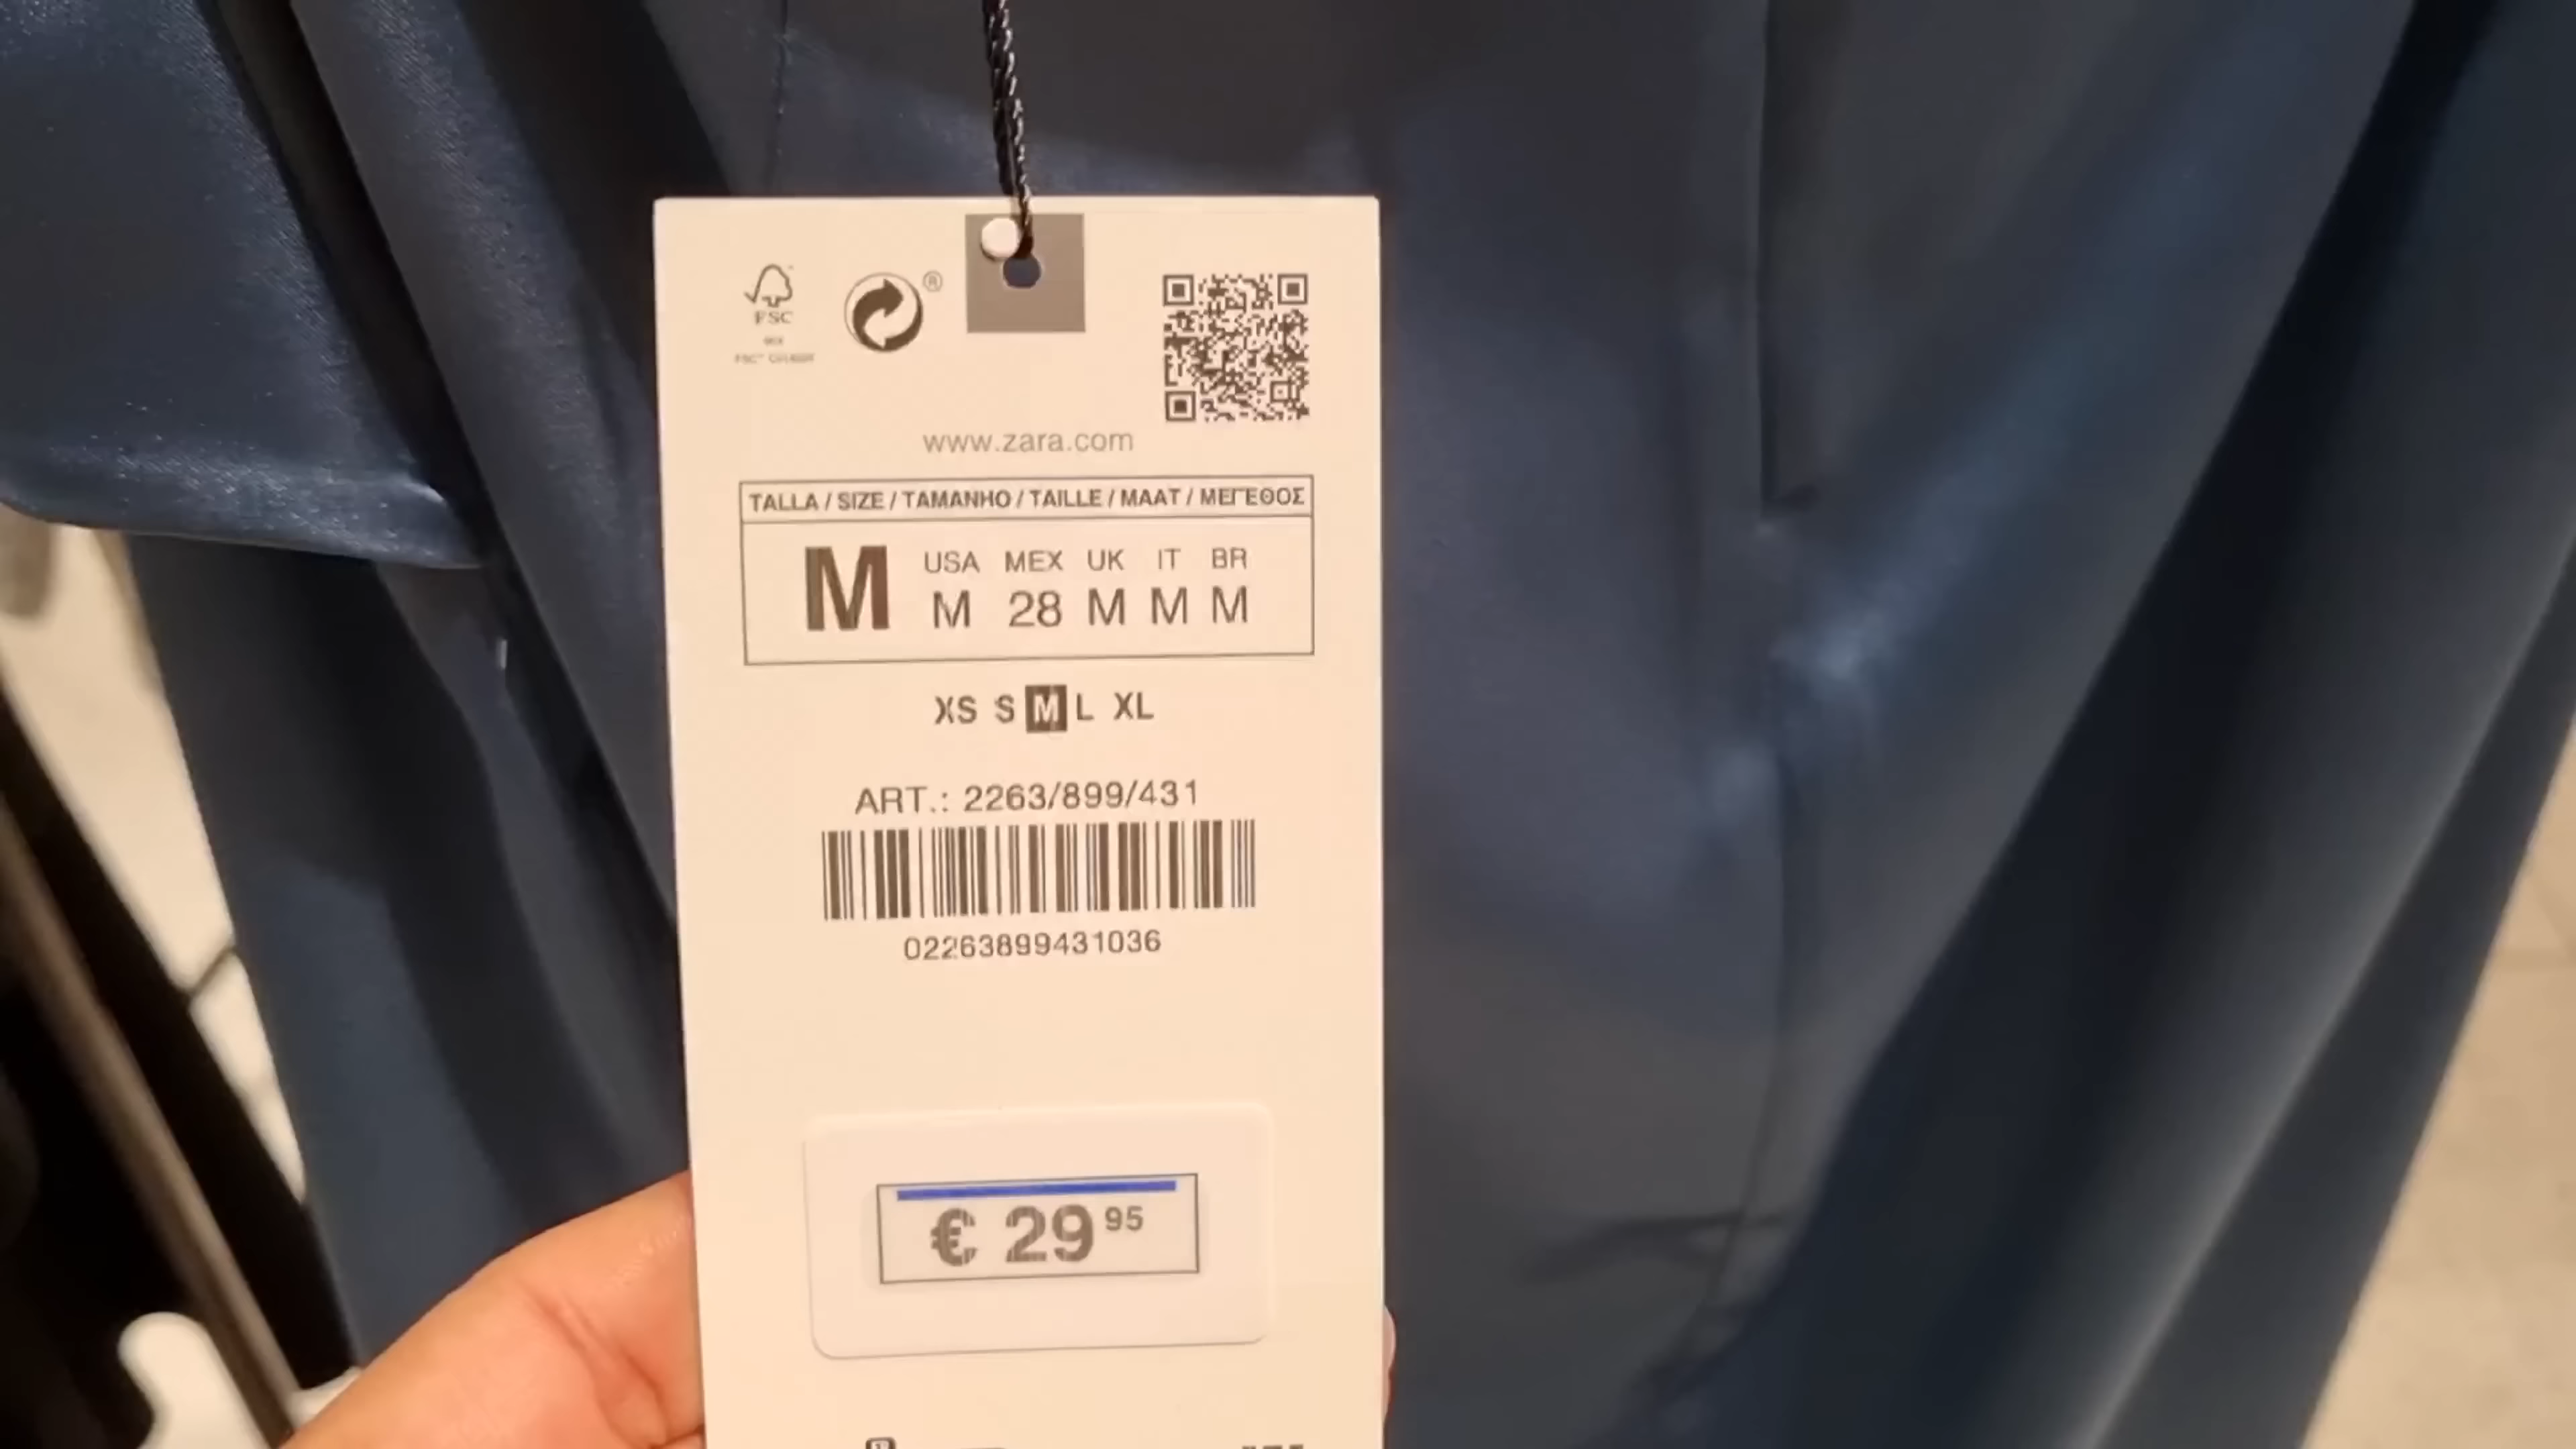 FSC
®
www.zara.com
TALLA / SIZE / TAMANHO / TAILLE / MAAT / ΜΕΓΕΘΟΣ
M USA MEX UK IT BR
M 28 M M M
XS S M L XL
ART.: 2263/899/431
02263899431036
€ 29 95